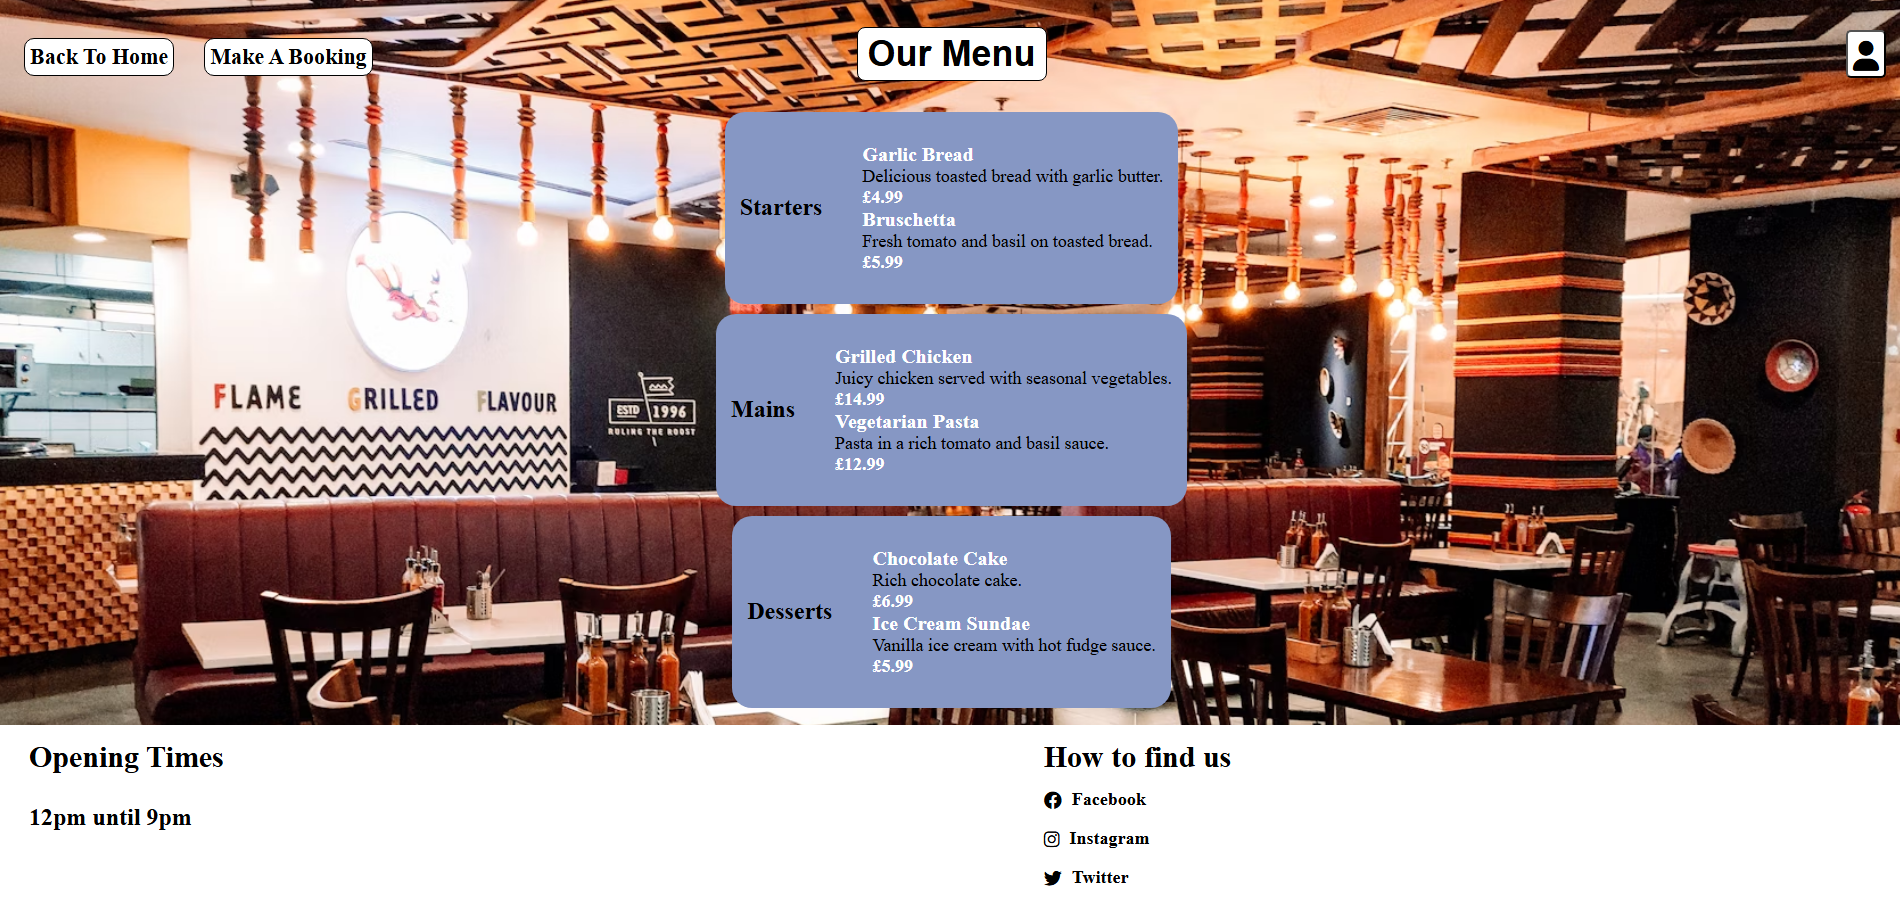 Back To Home
Make A Booking
Our Menu
Starters
Garlic Bread
Delicious toasted bread with garlic butter.
£4.99
Bruschetta
Fresh tomato and basil on toasted bread.
£5.99
FLAME GRILLED FLAVOUR
ESTD 1996
RULING THE ROOST
Mains
Grilled Chicken
Juicy chicken served with seasonal vegetables.
£14.99
Vegetarian Pasta
Pasta in a rich tomato and basil sauce.
£12.99
Desserts
Chocolate Cake
Rich chocolate cake.
£6.99
Ice Cream Sundae
Vanilla ice cream with hot fudge sauce.
£5.99
Opening Times
12pm until 9pm
How to find us
Facebook
Instagram
Twitter